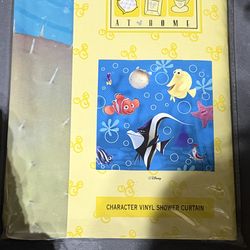 AT HOME
©Disney
CHARACTER VINYL SHOWER CURTAIN